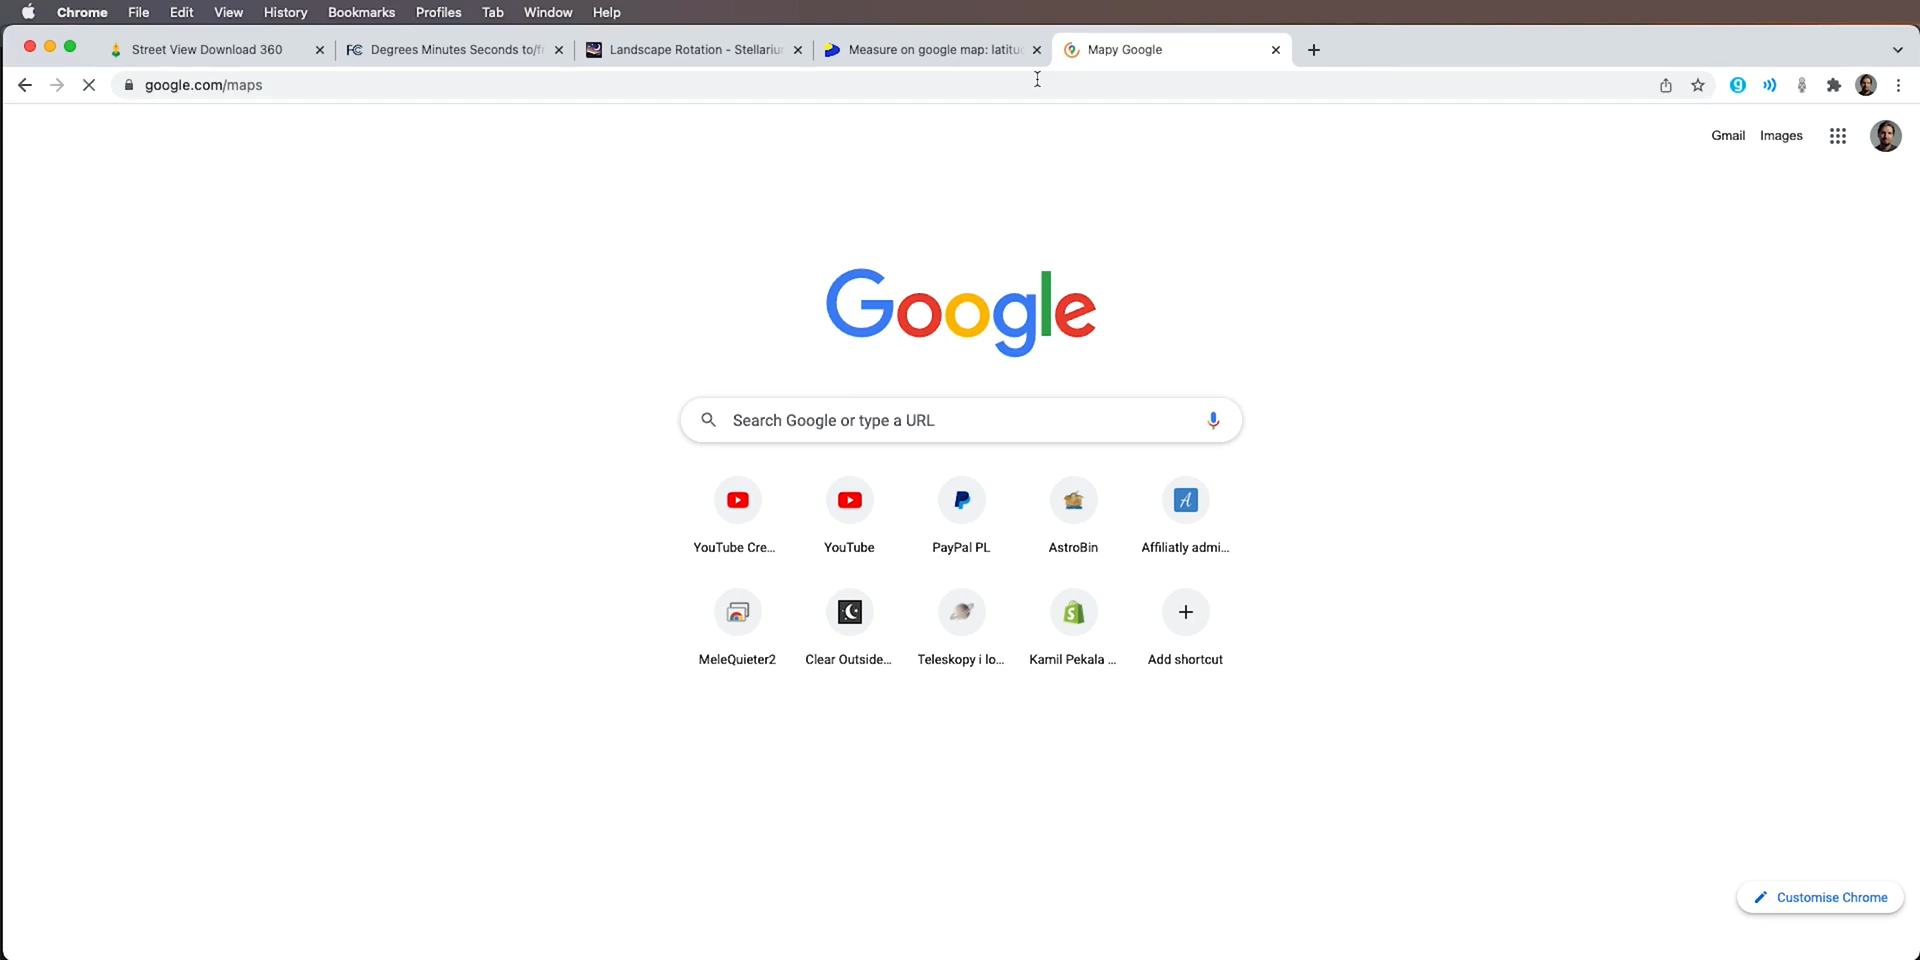 Chrome File Edit View History Bookmarks Profiles Tab Window Help
Street View Download 360 Degrees Minutes Seconds to/f Landscape Rotation - Stellariu Measure on google map: latitu Mapy Google
google.com/maps
Gmail Images
Google
Search Google or type a URL
YouTube Cre... YouTube PayPal PL AstroBin Affiliatly admi...
MeleQuieter2 Clear Outside... Teleskopy i lo... Kamil Pekala ... Add shortcut
Customise Chrome